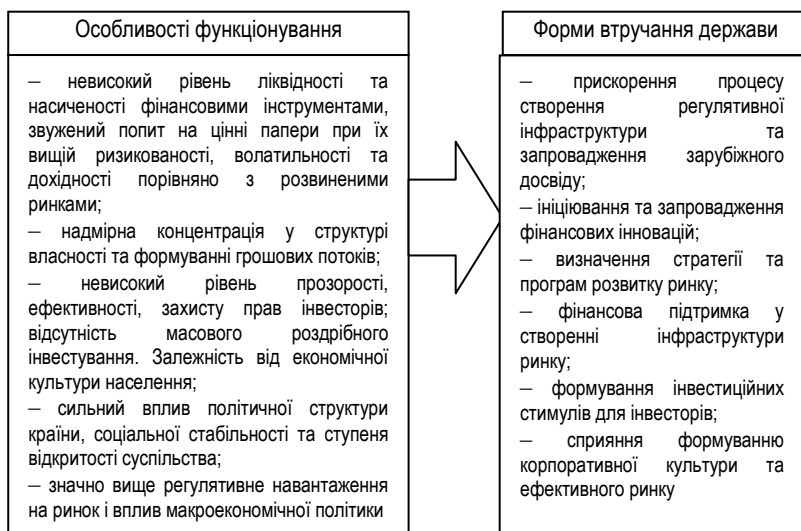 Особливості функціонування
— невисокий рівень ліквідності та
насиченості фінансовими інструментами,
звужений попит на цінні папери при їх
вищій ризикованості, волатильності та
дохідності порівняно з розвиненими
ринками;
— надмірна концентрація у структурі
власності та формуванні грошових потоків;
— невисокий рівень прозорості,
ефективності, захисту прав інвесторів;
відсутність масового роздрібного
інвестування. Залежність від економічної
культури населення;
— сильний вплив політичної структури
країни, соціальної стабільності та ступеня
відкритості суспільства;
— значно вище регулятивне навантаження
на ринок і вплив макроекономічної політики
Форми втручання держави
— прискорення процесу
створення регулятивної
інфраструктури та
запровадження зарубіжного
досвіду;
— ініціювання та запровадження
фінансових інновацій;
— визначення стратегії та
програм розвитку ринку;
— фінансова підтримка у
створенні інфраструктури
ринку;
— формування інвестиційних
стимулів для інвесторів;
— сприяння формуванню
корпоративної культури та
ефективного ринку